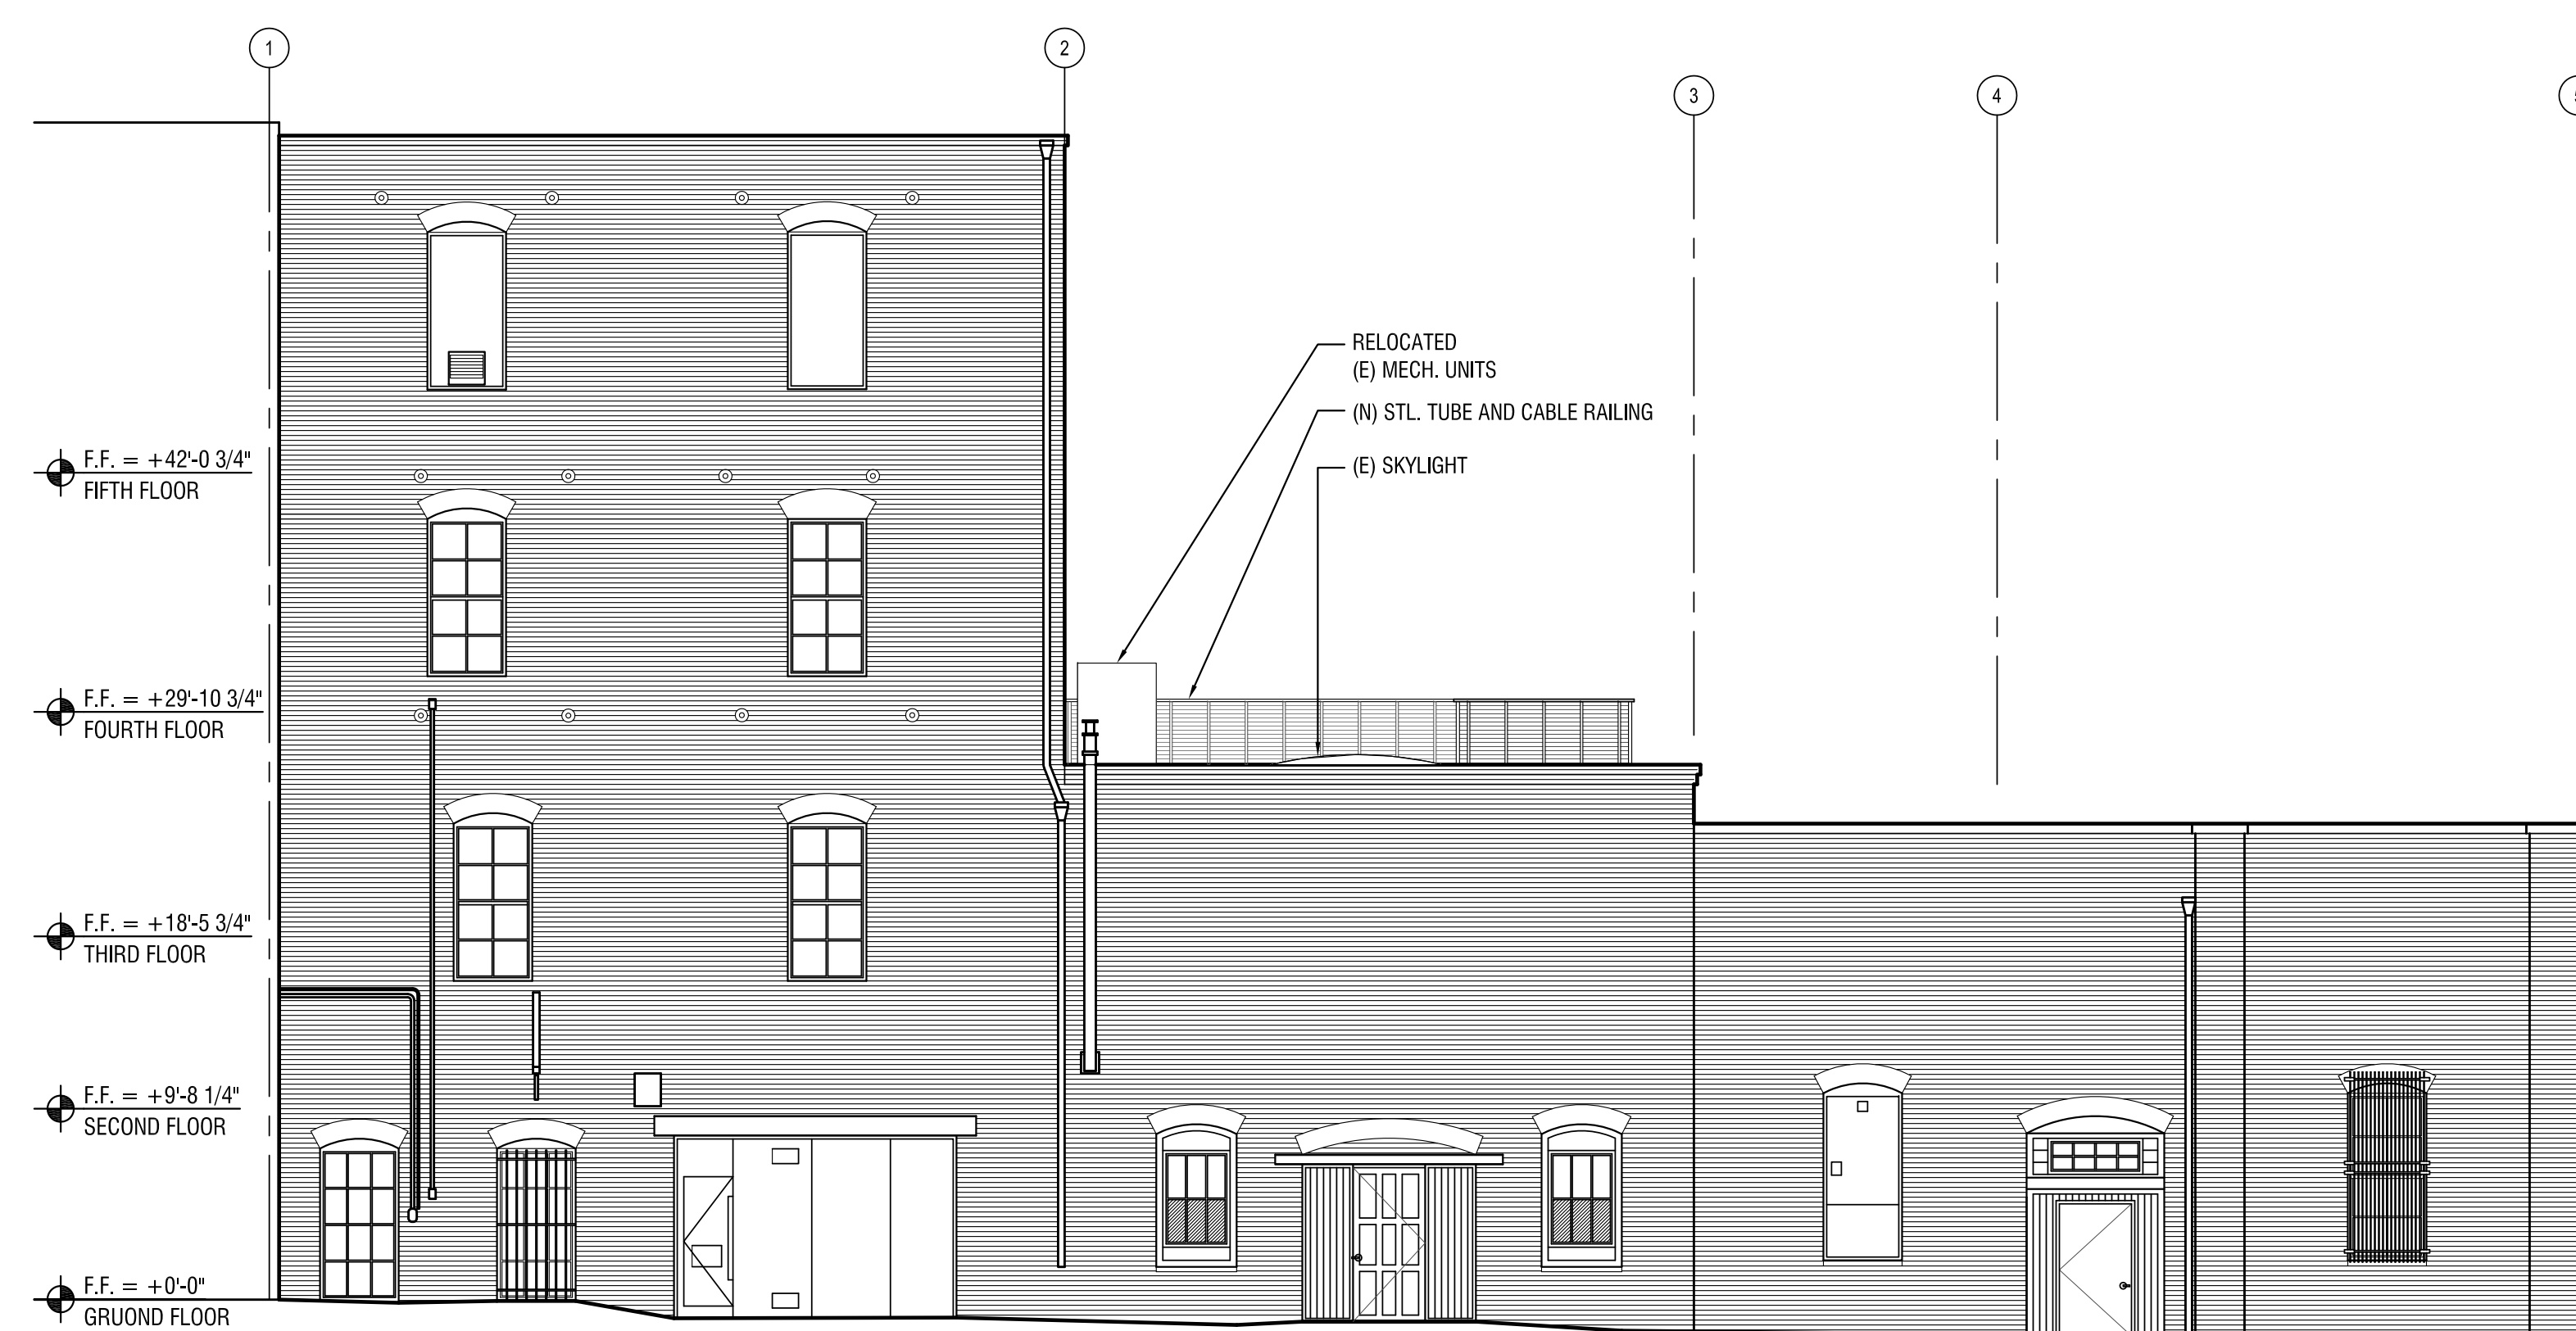 1
2
3
4
RELOCATED
(E) MECH. UNITS
(N) STL. TUBE AND CABLE RAILING
(E) SKYLIGHT
F.F. = +42'-0 3/4"
FIFTH FLOOR
F.F. = +29'-10 3/4"
FOURTH FLOOR
F.F. = +18'-5 3/4"
THIRD FLOOR
F.F. = +9'-8 1/4"
SECOND FLOOR
F.F. = +0'-0"
GRUOND FLOOR